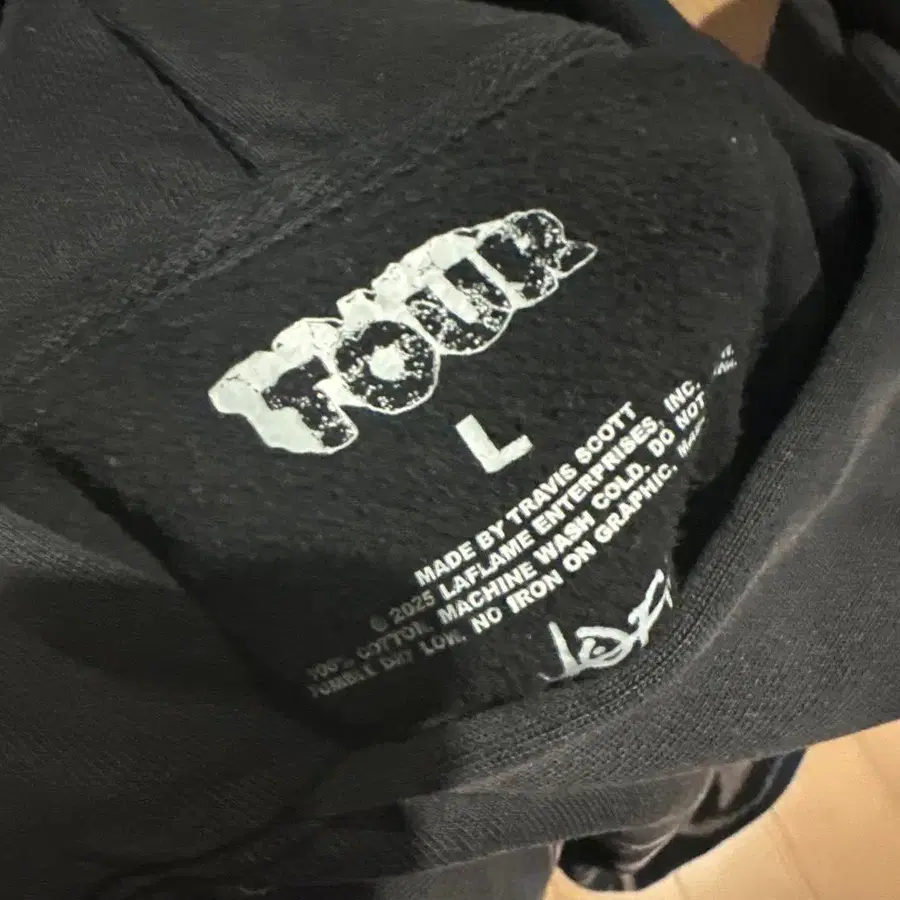 TOUR
L
MADE BY TRAVIS SCOTT
© 2025 LAFLAME ENTERPRISES, INC.
100% COTTON. MACHINE WASH COLD. DO NOT
TUMBLE DRY LOW. NO IRON ON GRAPHIC.